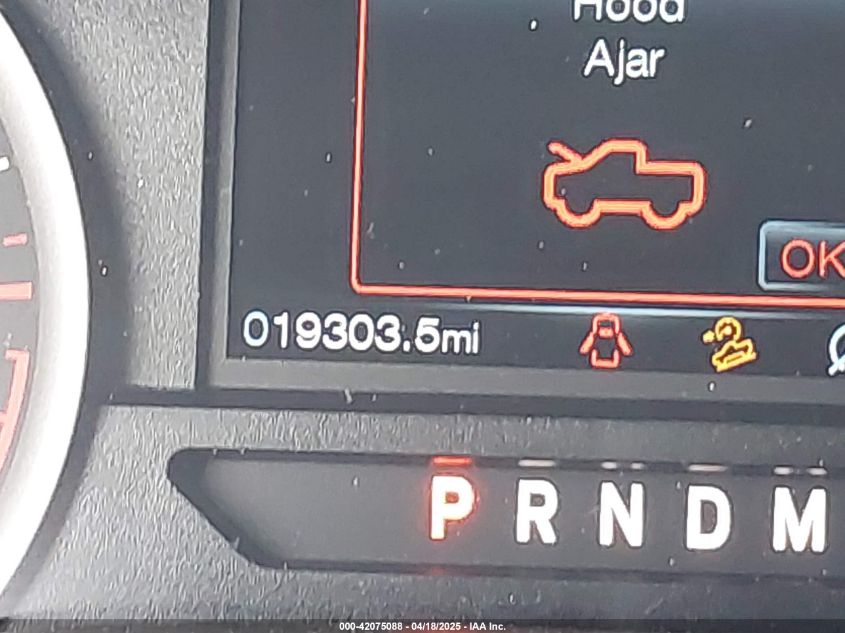 Hood
Ajar
OK
019303.5mi
P R N D M
000-42075088 - 04/18/2025 - IAA Inc.